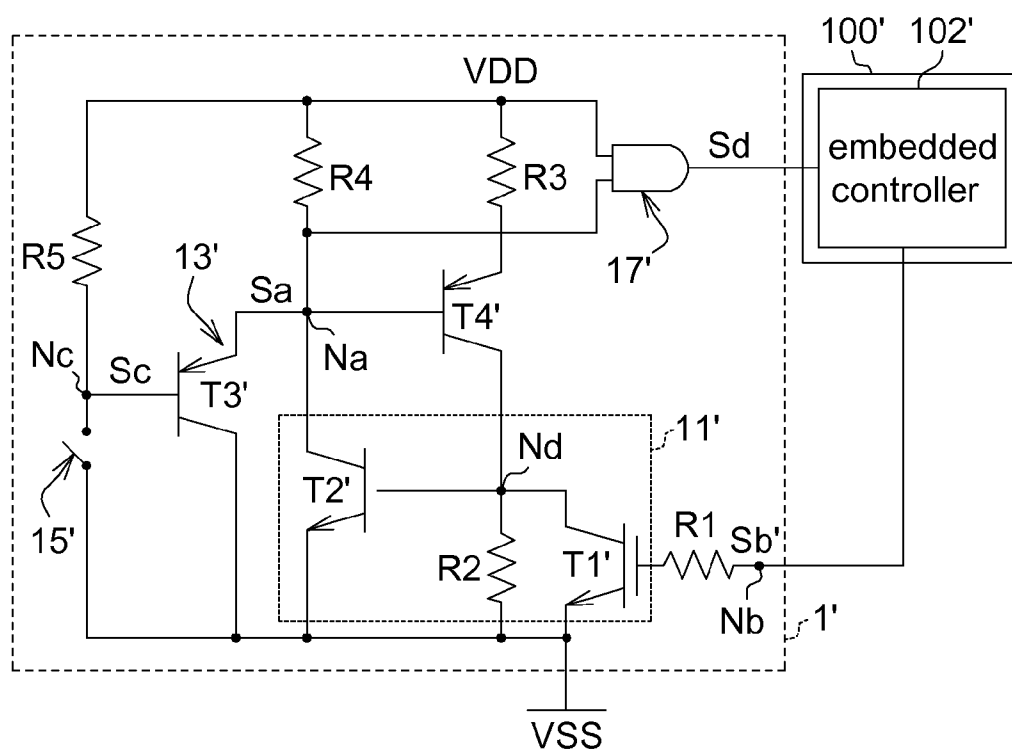 100'
102'
VDD
Sd
embedded
controller
R4
R3
R5
13'
17'
Sa
T4'
Na
Nc
Sc
T3'
11'
Nd
15'
T2'
R2
T1'
R1
Sb'
Nb
1'
VSS